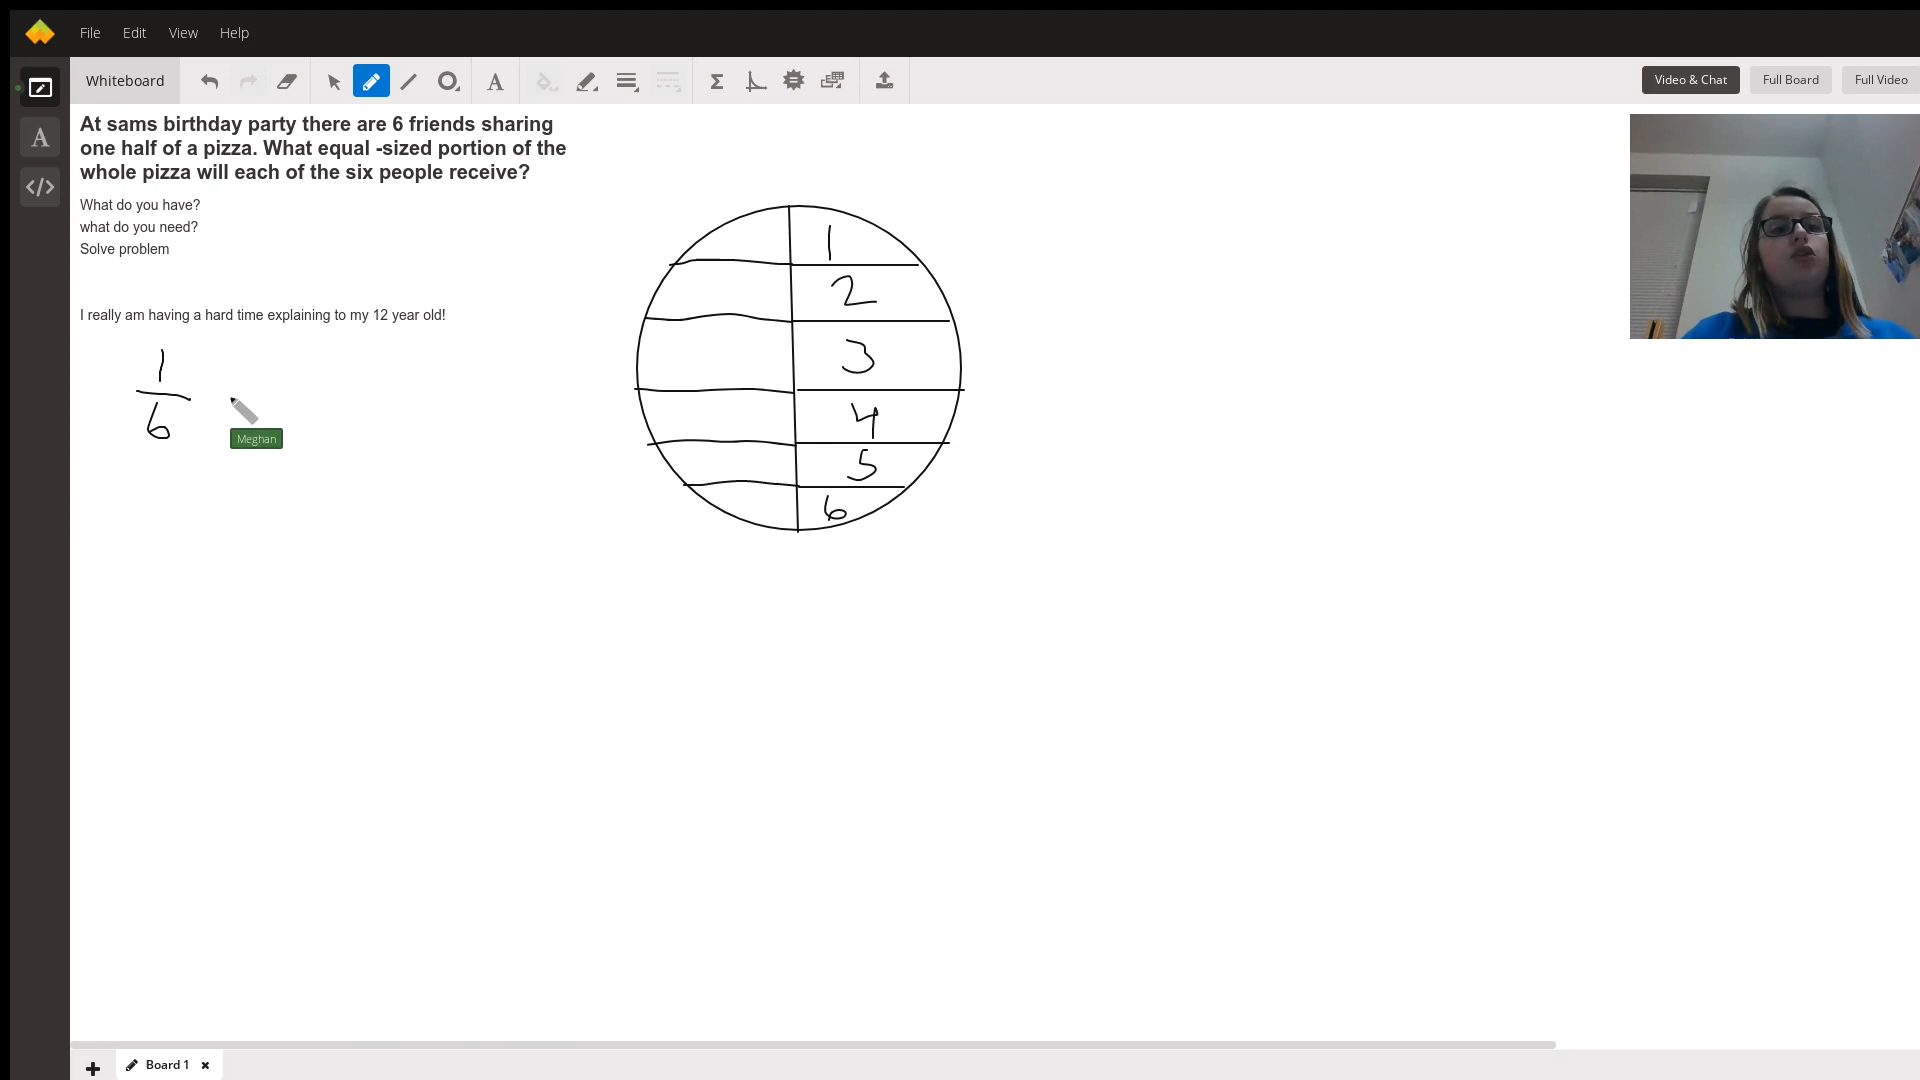 File Edit View Help
Whiteboard A Σ Video & Chat Full Board Full Video
A
</>
At sams birthday party there are 6 friends sharing
one half of a pizza. What equal -sized portion of the
whole pizza will each of the six people receive?
What do you have?
what do you need?
Solve problem
I really am having a hard time explaining to my 12 year old!
1
6
Meghan
1
2
3
4
5
6
Board 1